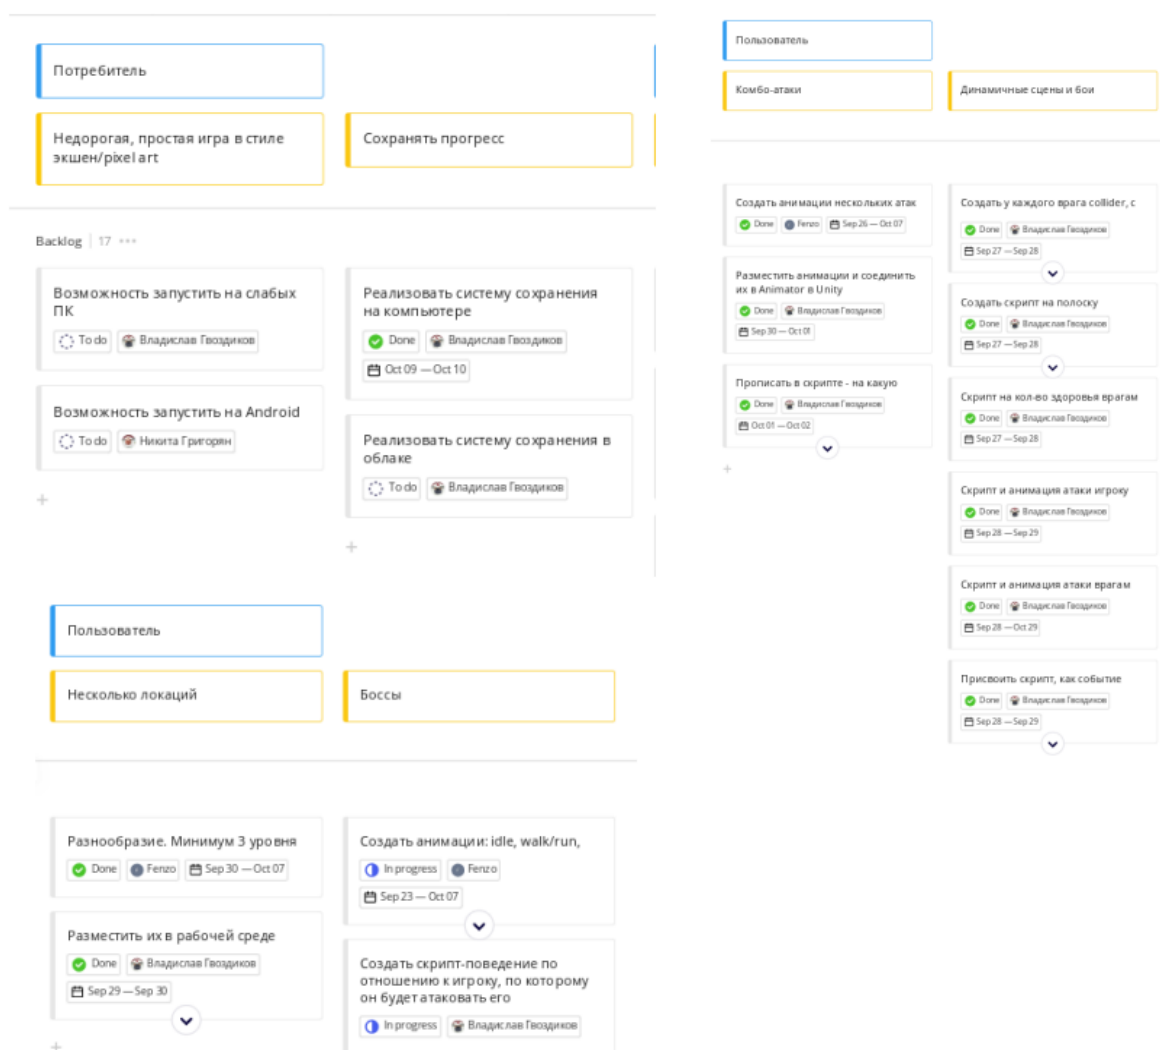 Потребитель
Недорогая, простая игра в стиле
экшен/pixel art
Сохранять прогресс
Backlog 17
Возможность запустить на слабых
ПК
To do Владислав Гвоздиков
Возможность запустить на Android
To do Никита Григорян
Реализовать систему сохранения
на компьютере
Done Владислав Гвоздиков
Oct 09 — Oct 10
Реализовать систему сохранения в
облаке
To do Владислав Гвоздиков
Пользователь
Несколько локаций
Боссы
Разнообразие. Минимум 3 уровня
Done Fenzo Sep 30 — Oct 07
Разместить их в рабочей среде
Done Владислав Гвоздиков
Sep 29 — Sep 30
Создать анимации: idle, walk/run,
In progress Fenzo
Sep 23 — Oct 07
Создать скрипт-поведение по
отношению к игроку, по которому
он будет атаковать его
In progress Владислав Гвоздиков
Пользователь
Комбо-атаки
Динамичные сцены и бои
Создать анимации нескольких атак
Done Fenzo Sep 26 — Oct 07
Разместить анимации и соединить
их в Animator в Unity
Done Владислав Гвоздиков
Sep 30 — Oct 01
Прописать в скрипте - на какую
Done Владислав Гвоздиков
Oct 01 — Oct 02
Создать у каждого врага collider, с
Done Владислав Гвоздиков
Sep 27 — Sep 28
Создать скрипт на полоску
Done Владислав Гвоздиков
Sep 27 — Sep 28
Скрипт на кол-во здоровья врагам
Done Владислав Гвоздиков
Sep 27 — Sep 28
Скрипт и анимация атаки игроку
Done Владислав Гвоздиков
Sep 28 — Sep 29
Скрипт и анимация атаки врагам
Done Владислав Гвоздиков
Sep 28 — Oct 29
Присвоить скрипт, как событие
Done Владислав Гвоздиков
Sep 28 — Sep 29